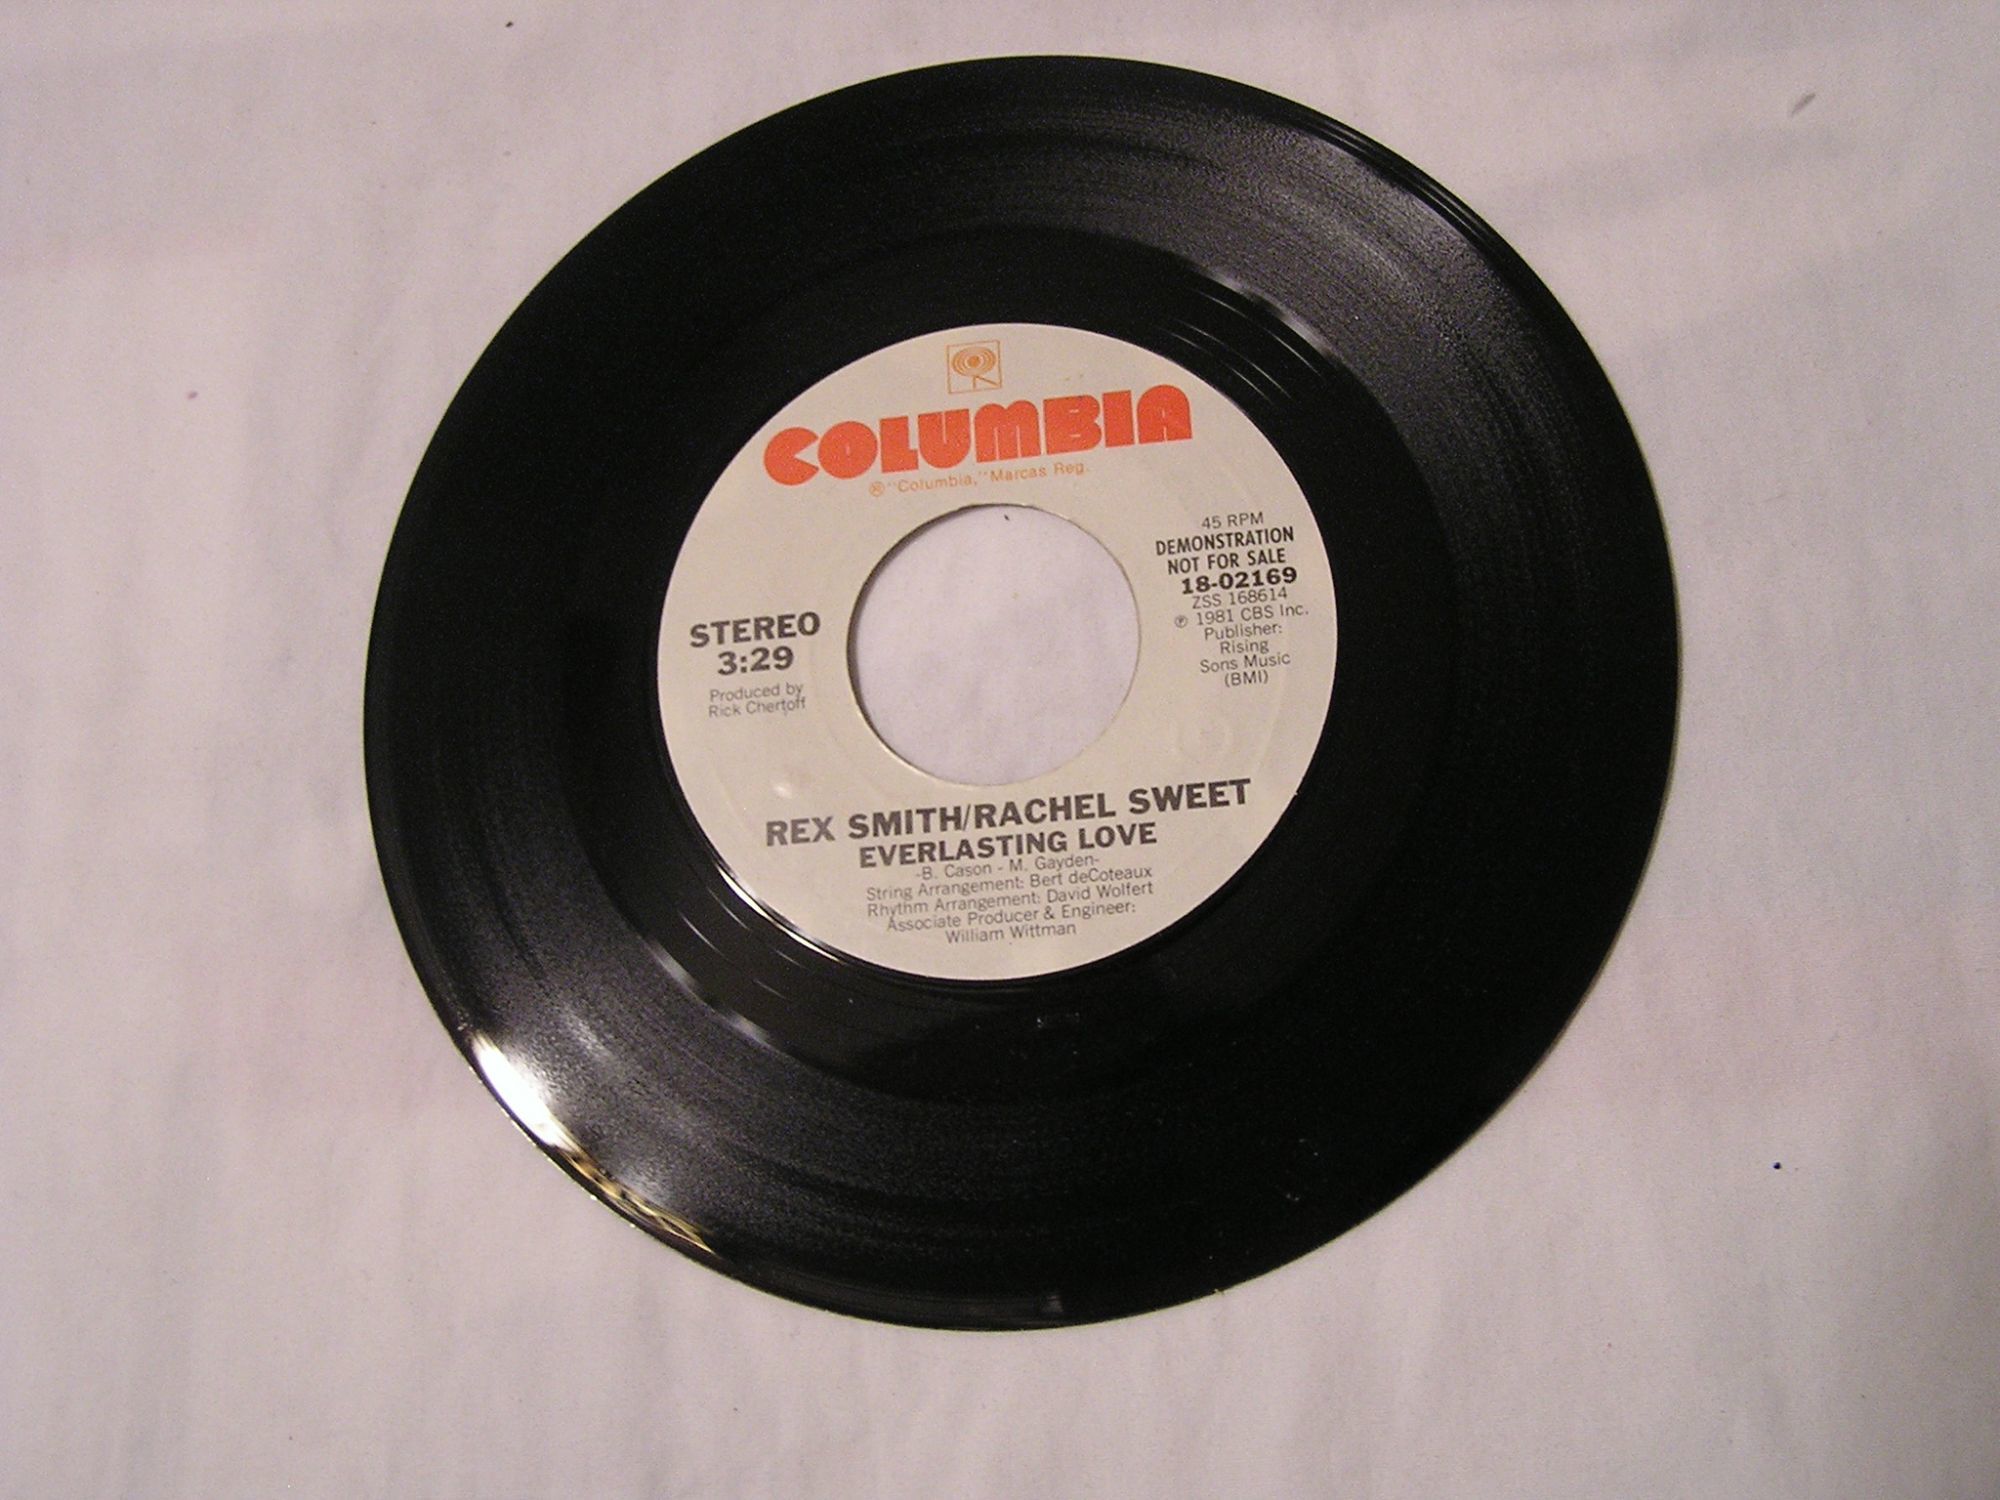 COLUMBIA
® "Columbia," Marcas Reg.
45 RPM
DEMONSTRATION
NOT FOR SALE
18-02169
ZSS 168614
℗ 1981 CBS Inc.
Publisher:
Rising
Sons Music
(BMI)
STEREO
3:29
Produced by
Rick Chertoff
REX SMITH/RACHEL SWEET
EVERLASTING LOVE
-B. Cason - M. Gayden-
String Arrangement: Bert deCoteaux
Rhythm Arrangement: David Wolfert
Associate Producer & Engineer:
William Wittman